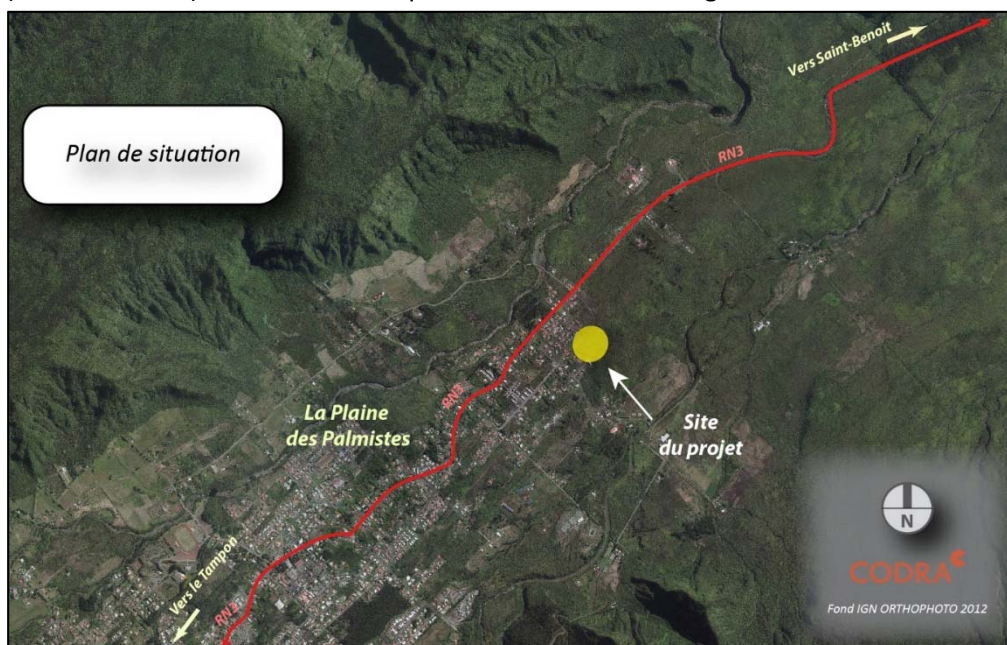 Plan de situation
Vers Saint-Benoit
RN3
La Plaine
des Palmistes
RN3
Site
du projet
Vers le Tampon
RN3
N
CODRA
Fond IGN ORTHOPHOTO 2012